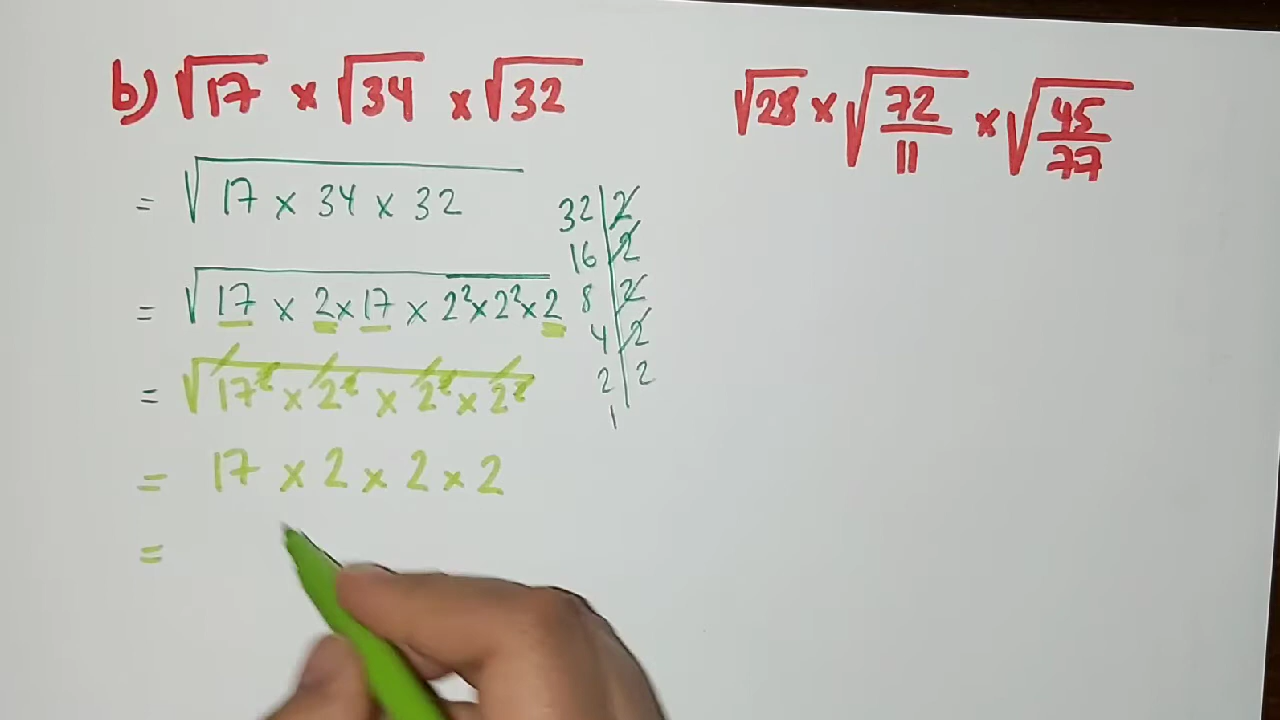 b) √17 × √34 × √32
= √17 × 34 × 32
= √17 × 2 × 17 × 2² × 2² × 2
= √17² × 2² × 2² × 2²
= 17 × 2 × 2 × 2
=
32 | 2
16 | 2
8 | 2
4 | 2
2 | 2
1
√28 × √72/11 × √45/77